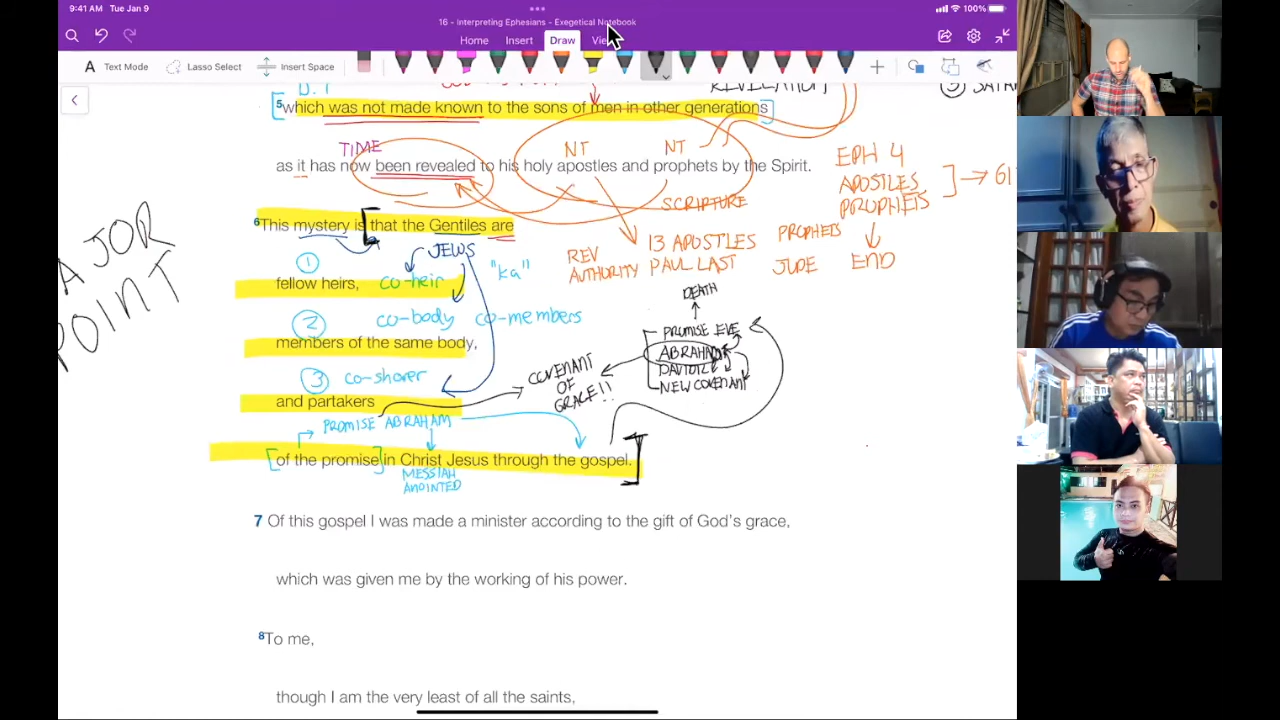 9:41 AM Tue Jan 9
100%
16 - Interpreting Ephesians - Exegetical Notebook
Home Insert Draw
Text Mode Lasso Select Insert Space
REVELATION
5which was not made known to the sons of men in other generations
TIME NT NT
as it has now been revealed to his holy apostles and prophets by the Spirit.
EPH 4
APOSTLES
PROPHETS
SCRIPTURE
6This mystery is that the Gentiles are
MAJOR
POINT
JEWS
REV
AUTHORITY
13 APOSTLES
PAUL LAST
PROPHETS
JUDE
END
1
fellow heirs, co-heir "ka"
DEATH
2 co-body co-members
PROMISE EVE
members of the same body,
ABRAHAM
DAVIDIC
NEW COVENANT
COVENANT
OF
GRACE!!
3 co-sharer
and partakers
PROMISE ABRAHAM
of the promise in Christ Jesus through the gospel.
MESSIAH
ANOINTED
7 Of this gospel I was made a minister according to the gift of God's grace,
which was given me by the working of his power.
8To me,
though I am the very least of all the saints,